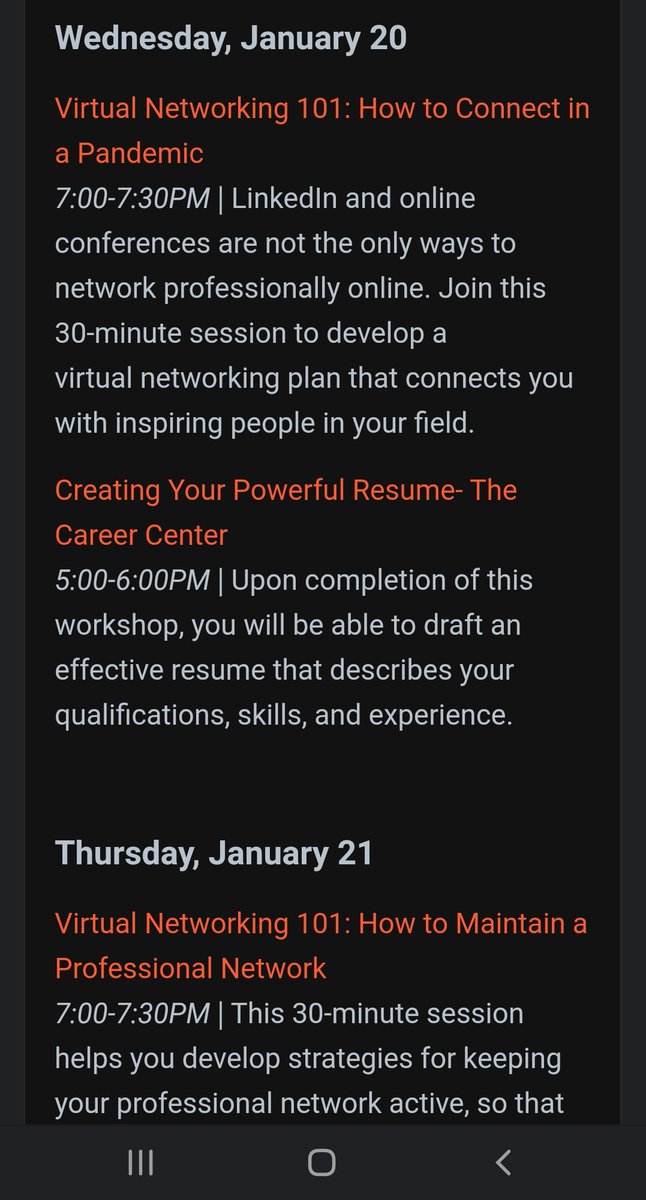 Wednesday, January 20
Virtual Networking 101: How to Connect in
a Pandemic
7:00-7:30PM | LinkedIn and online
conferences are not the only ways to
network professionally online. Join this
30-minute session to develop a
virtual networking plan that connects you
with inspiring people in your field.
Creating Your Powerful Resume- The
Career Center
5:00-6:00PM | Upon completion of this
workshop, you will be able to draft an
effective resume that describes your
qualifications, skills, and experience.
Thursday, January 21
Virtual Networking 101: How to Maintain a
Professional Network
7:00-7:30PM | This 30-minute session
helps you develop strategies for keeping
your professional network active, so that